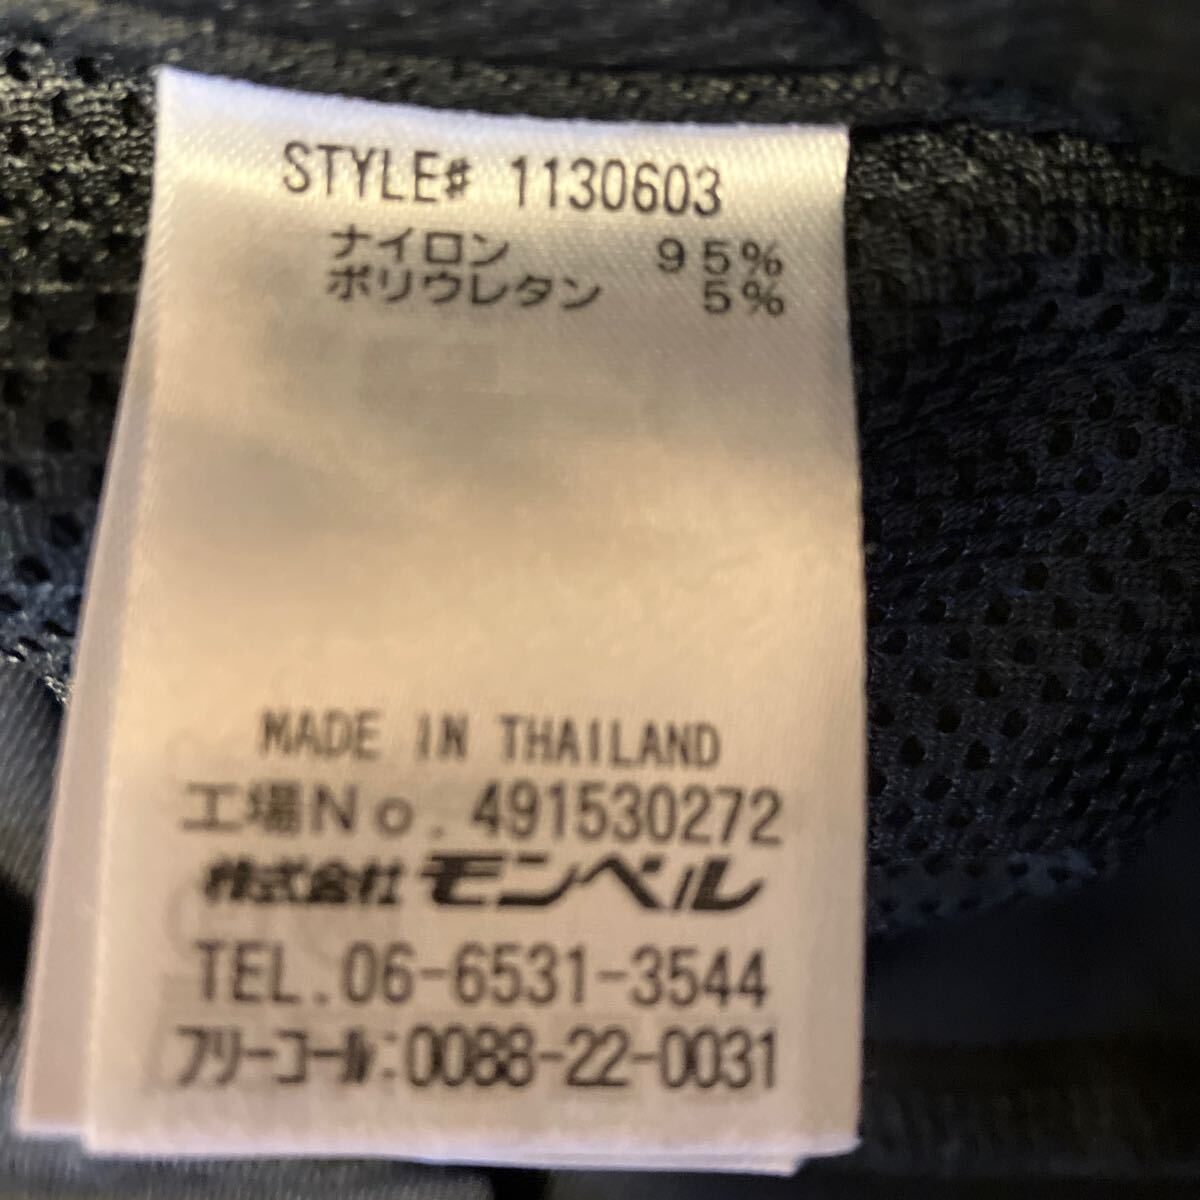 STYLE# 1130603
ナイロン 95%
ポリウレタン 5%
MADE IN THAILAND
工場No. 491530272
株式会社 モンベル
TEL.06-6531-3544
フリーコール:0088-22-0031